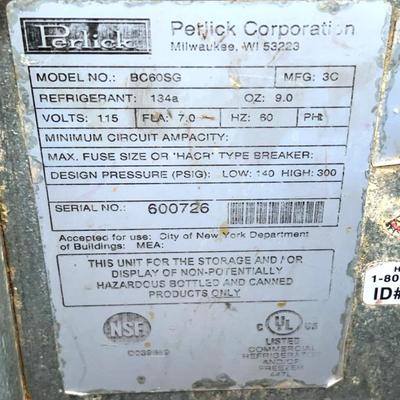 Perlick
Perlick Corporation
Milwaukee, WI 53223
MODEL NO.: BC60SG MFG: 3C
REFRIGERANT: 134a OZ: 9.0
VOLTS: 115 FLA: 7.0 HZ: 60 PH:
MINIMUM CIRCUIT AMPACITY:
MAX. FUSE SIZE OR 'HACR' TYPE BREAKER:
DESIGN PRESSURE (PSIG): LOW: 140 HIGH: 300
SERIAL NO.: 600726
Accepted for use: City of New York Department
of Buildings: MEA:
THIS UNIT FOR THE STORAGE AND / OR
DISPLAY OF NON-POTENTIALLY
HAZARDOUS BOTTLED AND CANNED
PRODUCTS ONLY
NSF
C UL US
LISTED
COMMERCIAL
REFRIGERATOR
AND/OR
FREEZER
447L
H
1-80
ID#